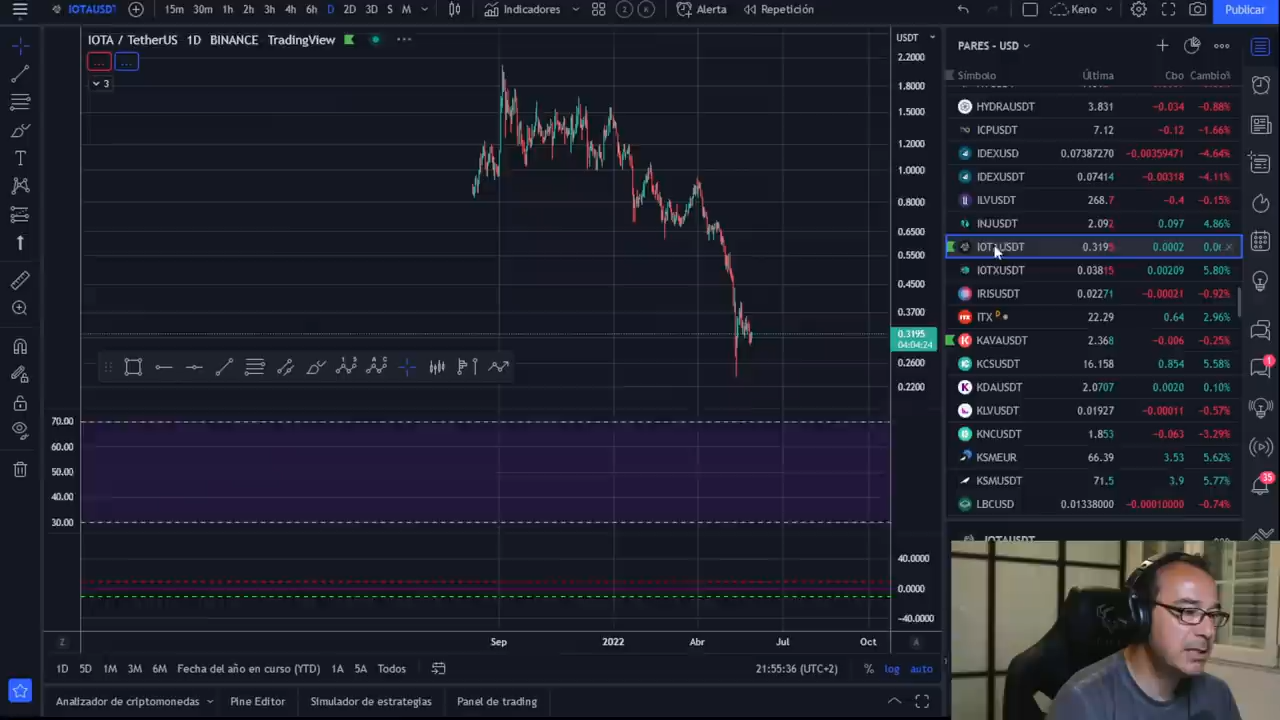 IOTAUSDT 15m 30m 1h 2h 3h 4h 6h D 2D 3D S M Indicadores Alerta Repetición Keno Publicar
IOTA / TetherUS 1D BINANCE TradingView
3
USDT
2.2000
1.8000
1.5000
1.2000
1.0000
0.8000
0.6500
0.5500
0.4500
0.3700
0.3195
04:04:24
0.2600
0.2200
70.00
60.00
50.00
40.00
30.00
40.0000
0.0000
−40.0000
Sep 2022 Abr Jul Oct
1D 5D 1M 3M 6M Fecha del año en curso (YTD) 1A 5A Todos 21:55:36 (UTC+2) % log auto
Analizador de criptomonedas Pine Editor Simulador de estrategias Panel de trading
PARES - USD
Símbolo Última Cbo Cambio%
HYDRAUSDT 3.831 −0.034 −0.88%
ICPUSDT 7.12 −0.12 −1.66%
IDEXUSD 0.07387270 −0.00359471 −4.64%
IDEXUSDT 0.07414 −0.00318 −4.11%
ILVUSDT 268.7 −0.4 −0.15%
INJUSDT 2.092 0.097 4.86%
IOTAUSDT 0.3195 0.0002
IOTXUSDT 0.03815 0.00209 5.80%
IRISUSDT 0.02271 −0.00021 −0.92%
ITX D 22.29 0.64 2.96%
KAVAUSDT 2.368 −0.006 −0.25%
KCSUSDT 16.158 0.854 5.58%
KDAUSDT 2.0707 0.0020 0.10%
KLVUSDT 0.01927 −0.00011 −0.57%
KNCUSDT 1.853 −0.063 −3.29%
KSMEUR 66.39 3.53 5.62%
KSMUSDT 71.5 3.9 5.77%
LBCUSD 0.01338000 −0.00010000 −0.74%
IOTAUSDT
1
35